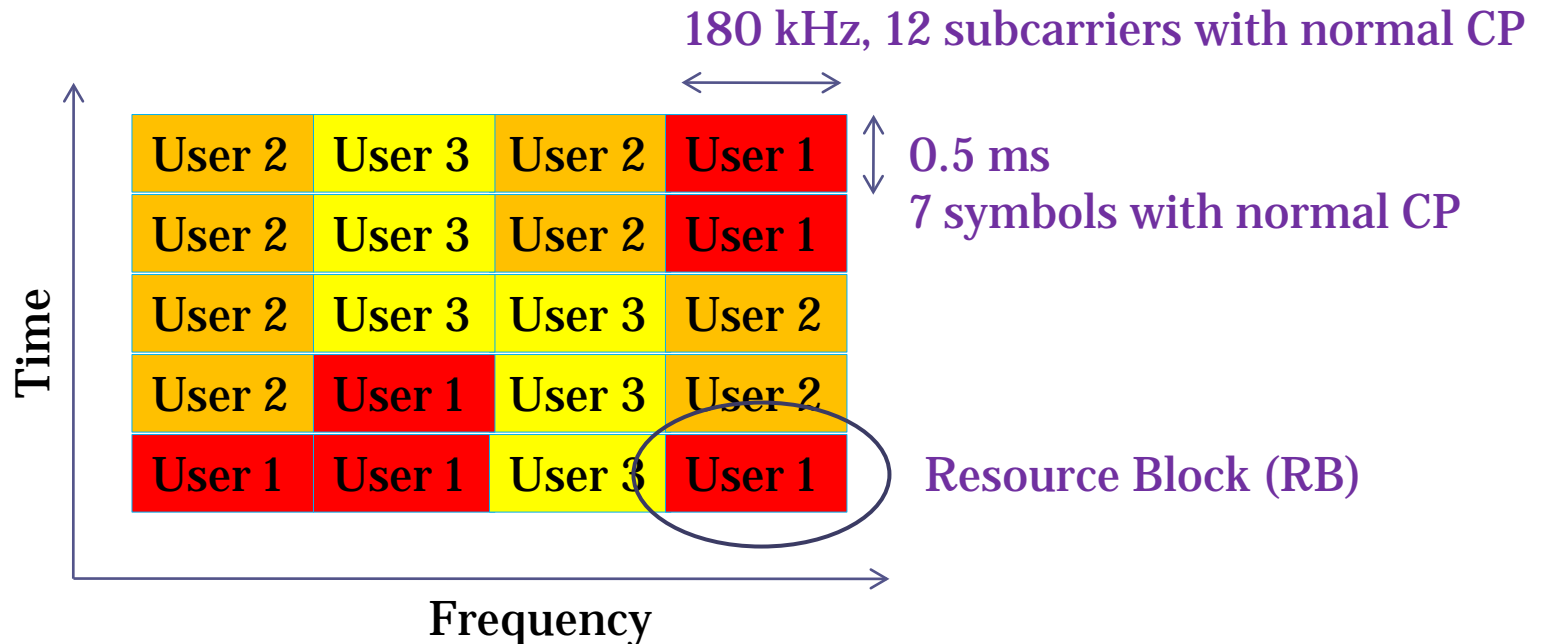 180 kHz, 12 subcarriers with normal CP
User 2 User 3 User 2 User 1
0.5 ms
7 symbols with normal CP
User 2 User 3 User 2 User 1
User 2 User 3 User 3 User 2
User 2 User 1 User 3 User 2
User 1 User 1 User 3 User 1
Resource Block (RB)
Time
Frequency